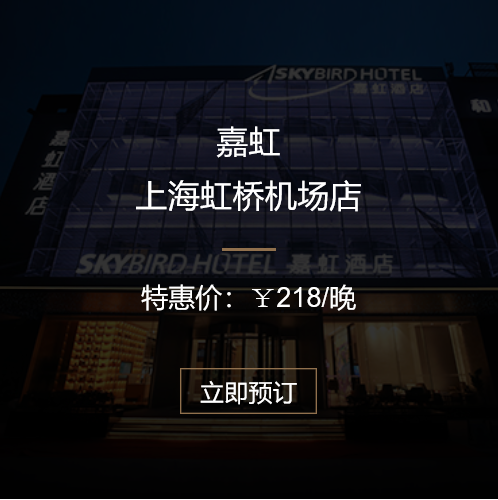 SKYBIRD HOTEL
嘉虹酒店
和
嘉虹酒店
嘉虹
上海虹桥机场店
SKYBIRD HOTEL 嘉虹酒店
特惠价：￥218/晚
立即预订